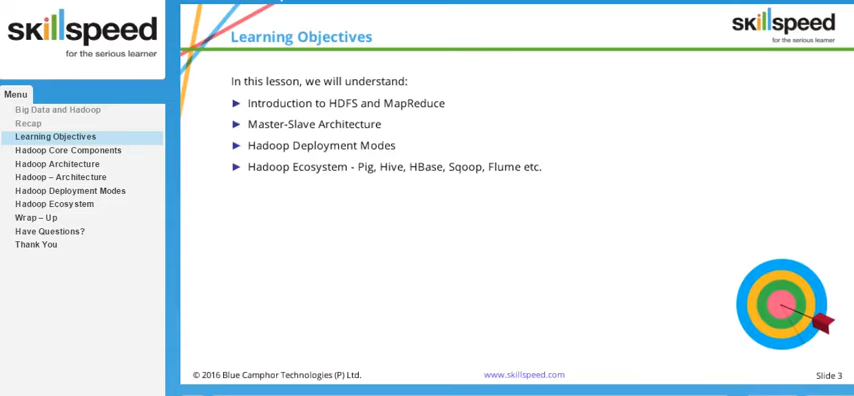 skillspeed
for the serious learner
Menu
Big Data and Hadoop
Recap
Learning Objectives
Hadoop Core Components
Hadoop Architecture
Hadoop – Architecture
Hadoop Deployment Modes
Hadoop Ecosystem
Wrap – Up
Have Questions?
Thank You
Learning Objectives
skillspeed
for the serious learner
In this lesson, we will understand:
► Introduction to HDFS and MapReduce
► Master-Slave Architecture
► Hadoop Deployment Modes
► Hadoop Ecosystem - Pig, Hive, HBase, Sqoop, Flume etc.
© 2016 Blue Camphor Technologies (P) Ltd.
www.skillspeed.com
Slide 3